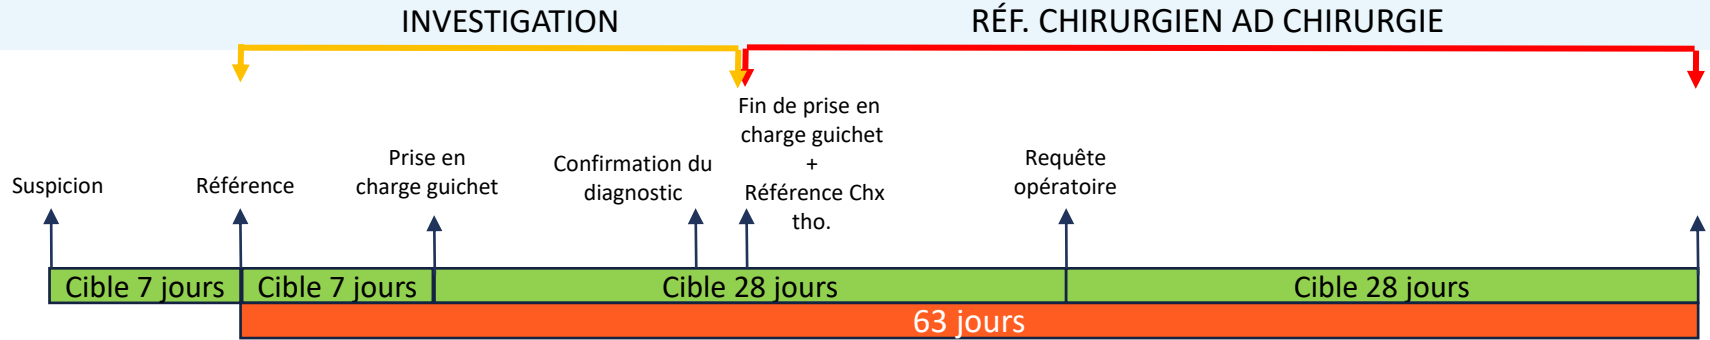 INVESTIGATION
RÉF. CHIRURGIEN AD CHIRURGIE
Suspicion
Référence
Prise en
charge guichet
Confirmation du
diagnostic
Fin de prise en
charge guichet
+
Référence Chx
tho.
Requête
opératoire
Cible 7 jours
Cible 7 jours
Cible 28 jours
Cible 28 jours
63 jours